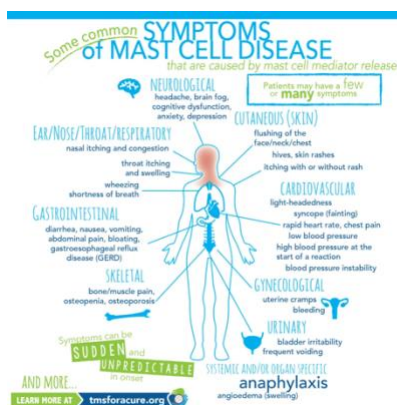 Some common SYMPTOMS
of MAST CELL DISEASE
that are caused by mast cell mediator release
Patients may have a few
or many symptoms
NEUROLOGICAL
headache, brain fog,
cognitive dysfunction,
anxiety, depression
CUTANEOUS (SKIN)
flushing of the
face/neck/chest
hives, skin rashes
itching with or without rash
EAR/NOSE/THROAT/RESPIRATORY
nasal itching and congestion
throat itching
and swelling
wheezing
shortness of breath
CARDIOVASCULAR
light-headedness
syncope (fainting)
rapid heart rate, chest pain
low blood pressure
high blood pressure at the
start of a reaction
blood pressure instability
GASTROINTESTINAL
diarrhea, nausea, vomiting,
abdominal pain, bloating,
gastroesophageal reflux
disease (GERD)
SKELETAL
bone/muscle pain,
osteopenia, osteoporosis
GYNECOLOGICAL
uterine cramps
bleeding
URINARY
bladder irritability
frequent voiding
Symptoms can be
SUDDEN and
UNPREDICTABLE
in onset
SYSTEMIC AND/OR ORGAN SPECIFIC
anaphylaxis
angioedema (swelling)
AND MORE...
LEARN MORE AT tmsforacure.org